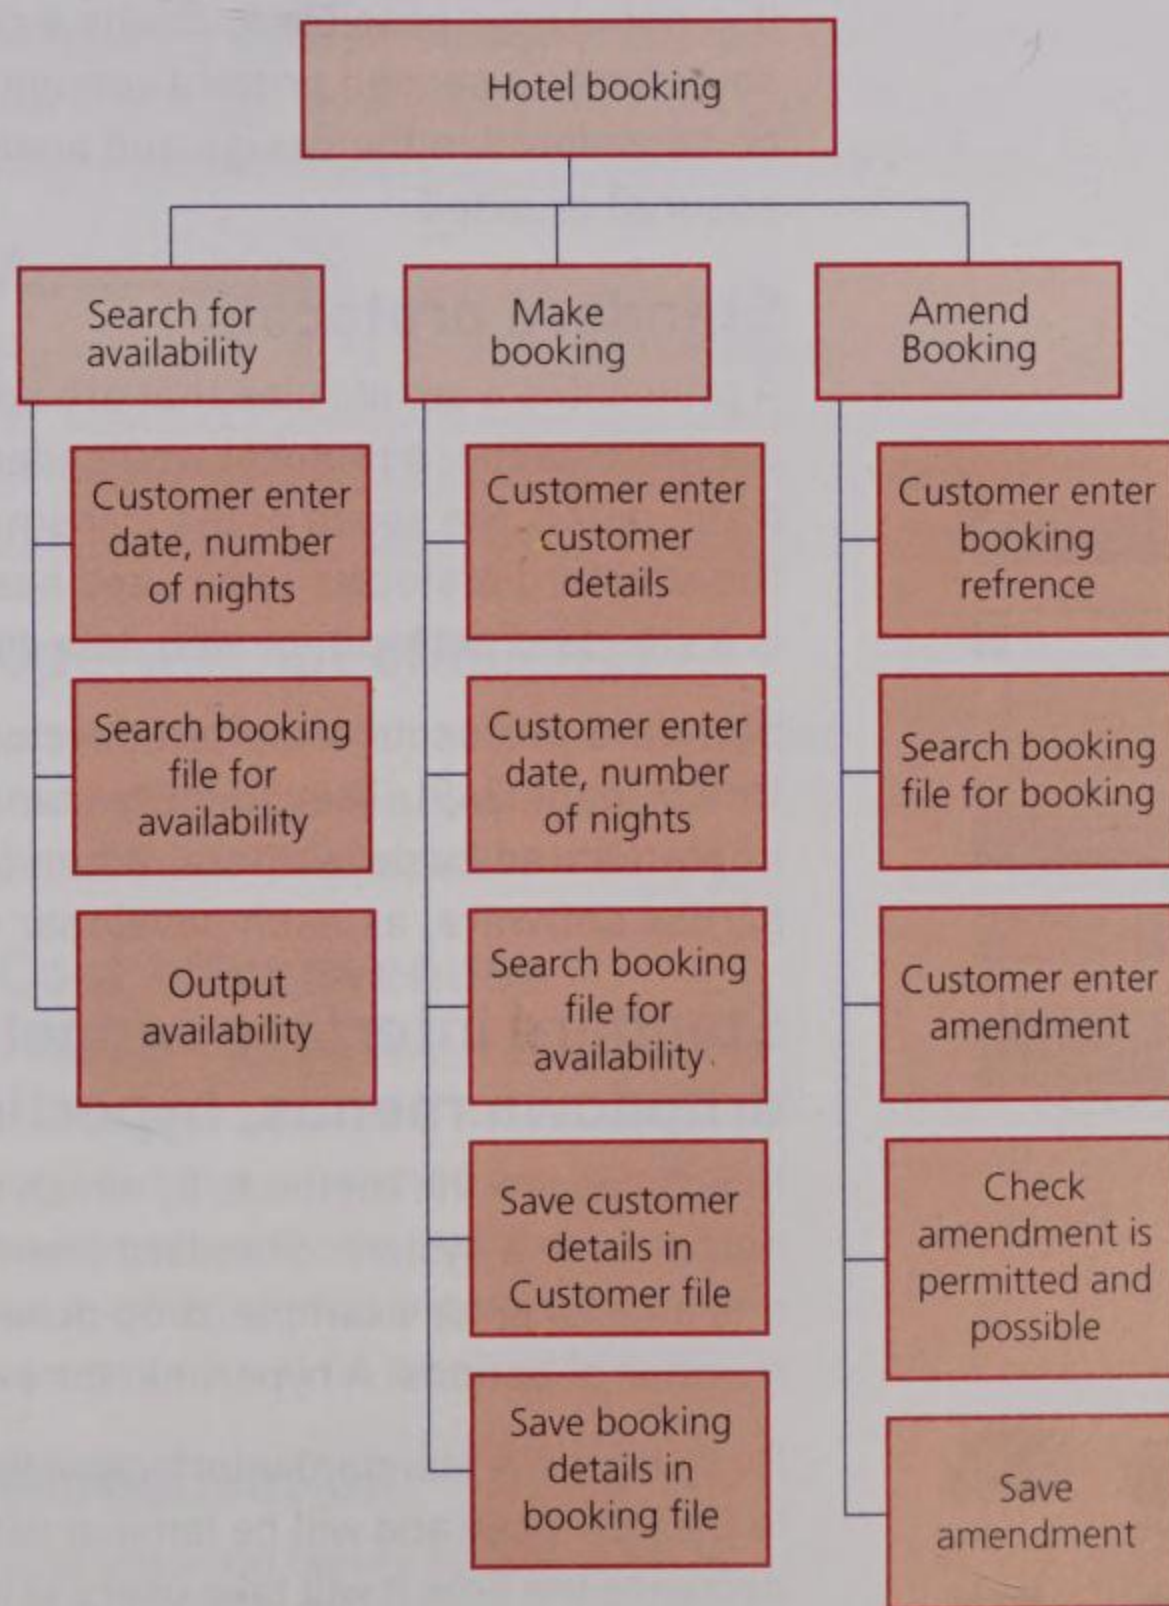 Hotel booking
Search for
availability
Customer enter
date, number
of nights
Search booking
file for
availability
Output
availability
Make
booking
Customer enter
customer
details
Customer enter
date, number
of nights
Search booking
file for
availability
Save customer
details in
Customer file
Save booking
details in
booking file
Amend
Booking
Customer enter
booking
refrence
Search booking
file for booking
Customer enter
amendment
Check
amendment is
permitted and
possible
Save
amendment